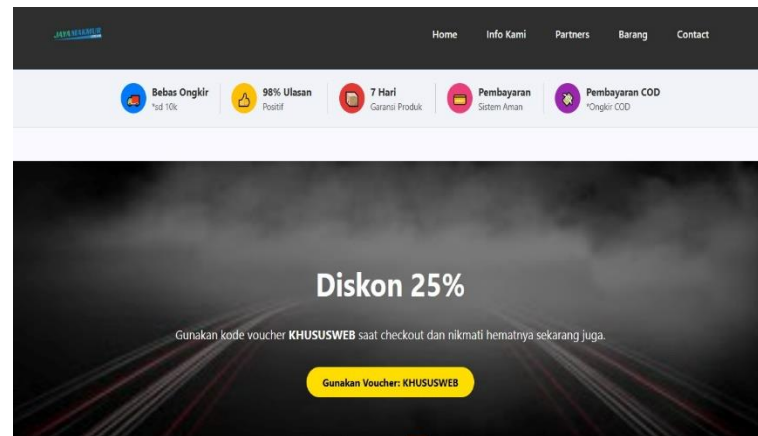 JAYA MAKMUR
Home Info Kami Partners Barang Contact
Bebas Ongkir
*sd 10k
98% Ulasan
Positif
7 Hari
Garansi Produk
Pembayaran
Sistem Aman
Pembayaran COD
*Ongkir COD
Diskon 25%
Gunakan kode voucher KHUSUSWEB saat checkout dan nikmati hematnya sekarang juga.
Gunakan Voucher: KHUSUSWEB